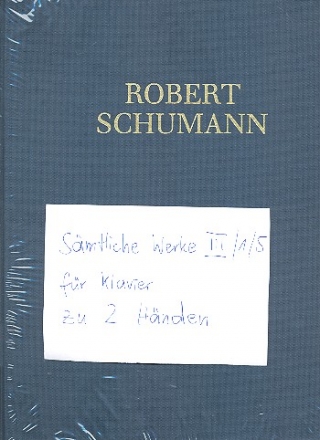 ROBERT
SCHUMANN
Sämtliche Werke III/1/5
für Klavier
zu 2 Händen